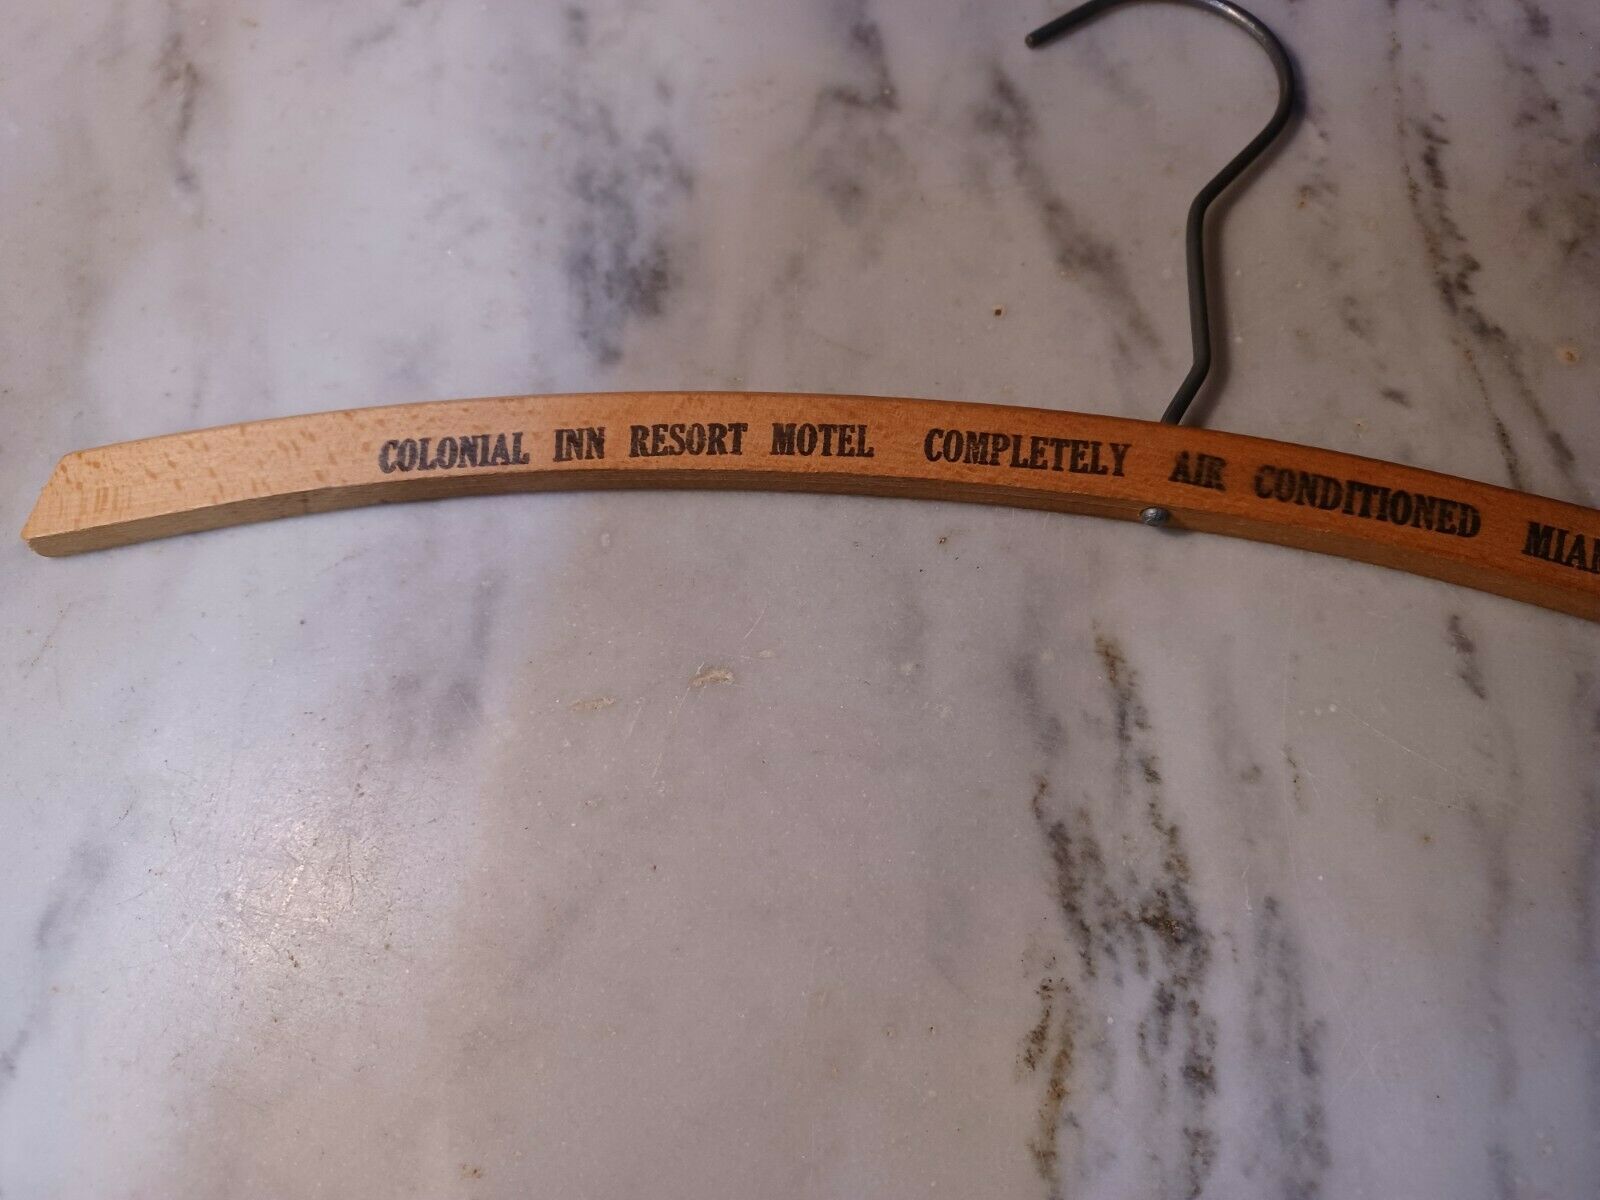 COLONIAL INN RESORT MOTEL COMPLETELY AIR CONDITIONED